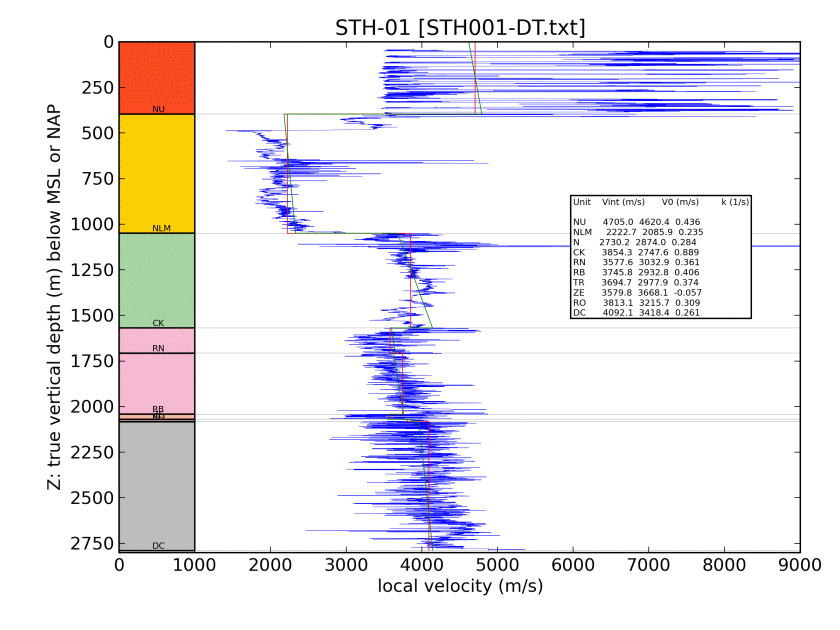 STH-01 [STH001-DT.txt]
Z: true vertical depth (m) below MSL or NAP
0
250
500
750
1000
1250
1500
1750
2000
2250
2500
2750
NU
NLM
CK
RN
RB
DC
Unit Vint (m/s) V0 (m/s) k (1/s)
NU 4705.0 4620.4 0.436
NLM 2222.7 2085.9 0.235
N 2730.2 2874.0 0.284
CK 3854.3 2747.6 0.889
RN 3577.6 3032.9 0.361
RB 3745.8 2932.8 0.406
TR 3694.7 2977.9 0.374
ZE 3579.8 3668.1 -0.057
RO 3813.1 3215.7 0.309
DC 4092.1 3418.4 0.261
0 1000 2000 3000 4000 5000 6000 7000 8000 9000
local velocity (m/s)